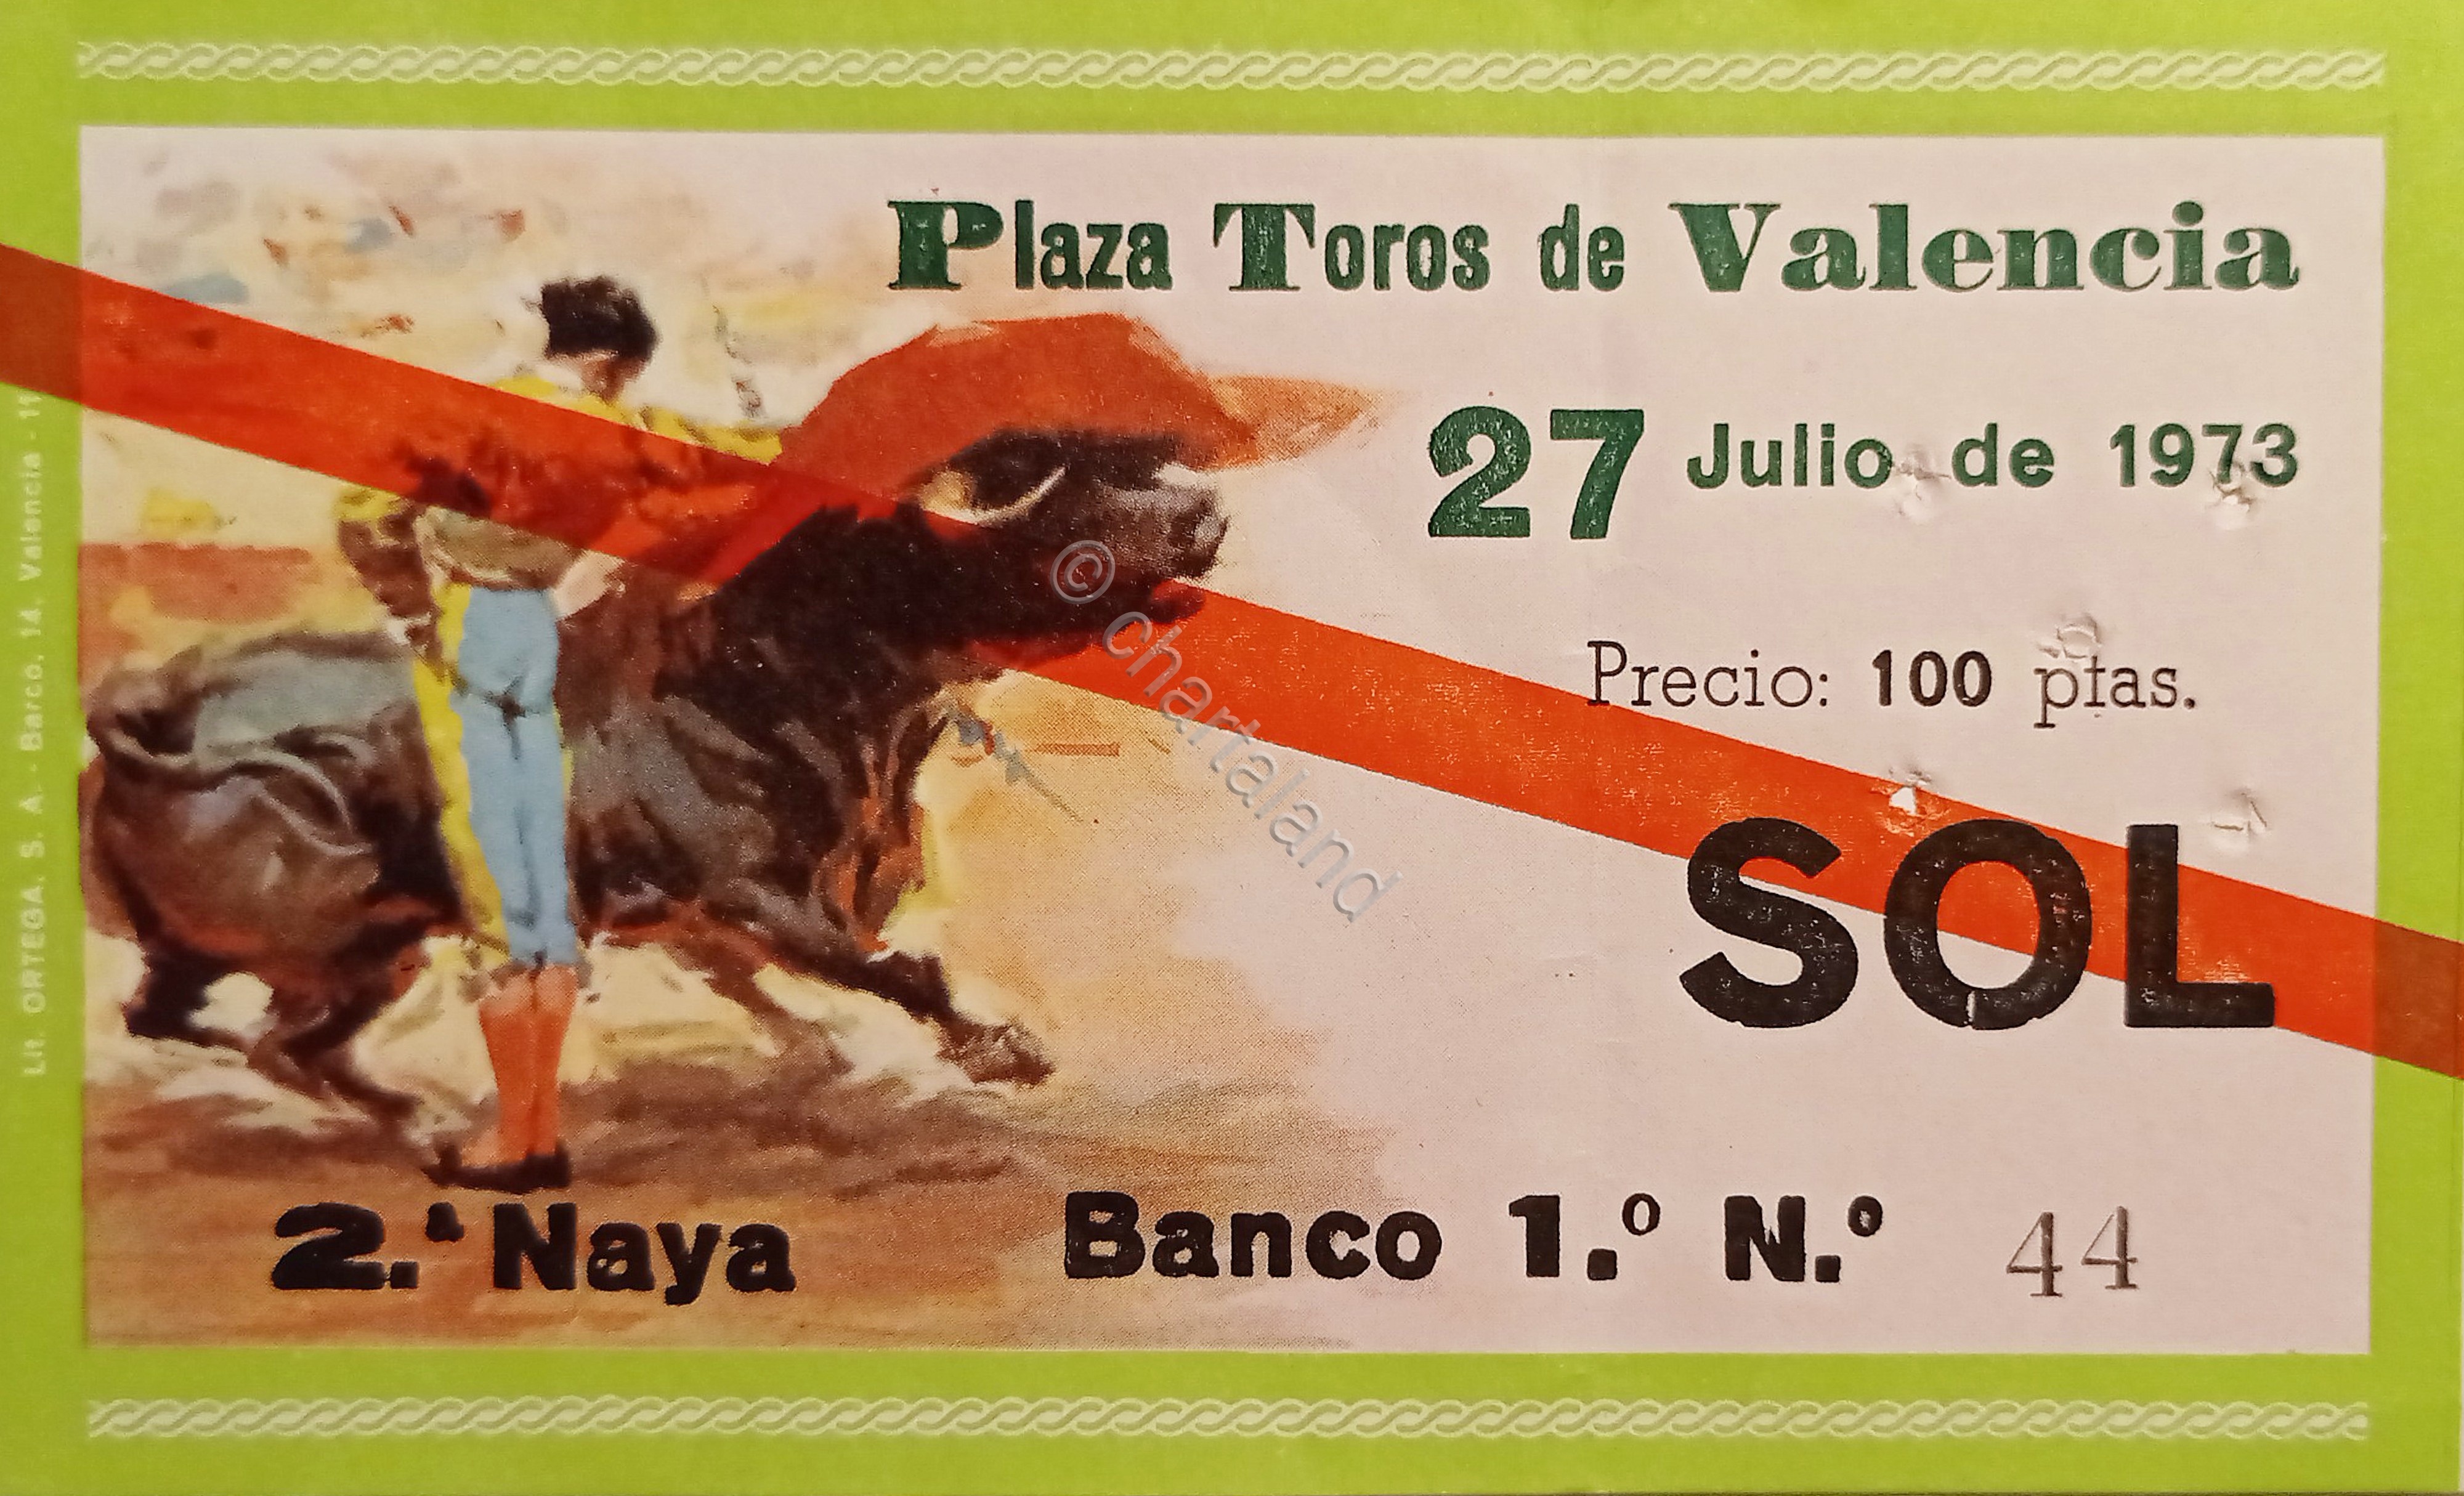 Plaza Toros de Valencia
27 Julio de 1973
Precio: 100 ptas.
SOL
2.ª Naya Banco 1.º N.º 44
Lit. ORTEGA. S. A. - Barco, 14. Valencia -
© chartaland